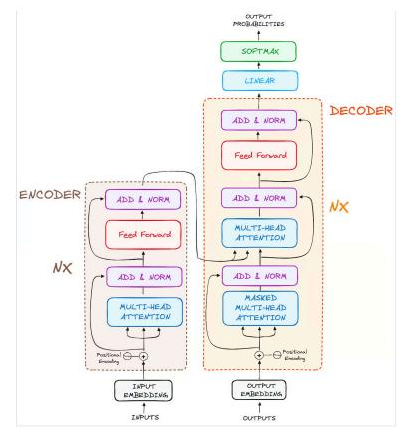 OUTPUT
PROBABILITIES
SOFTMAX
LINEAR
DECODER
ADD & NORM
Feed Forward
ENCODER
ADD & NORM
ADD & NORM
NX
Feed Forward
MULTI-HEAD
ATTENTION
NX
ADD & NORM
ADD & NORM
MULTI-HEAD
ATTENTION
MASKED
MULTI-HEAD
ATTENTION
Positional
Encoding
Positional
Encoding
INPUT
EMBEDDING
OUTPUT
EMBEDDING
INPUTS
OUTPUTS